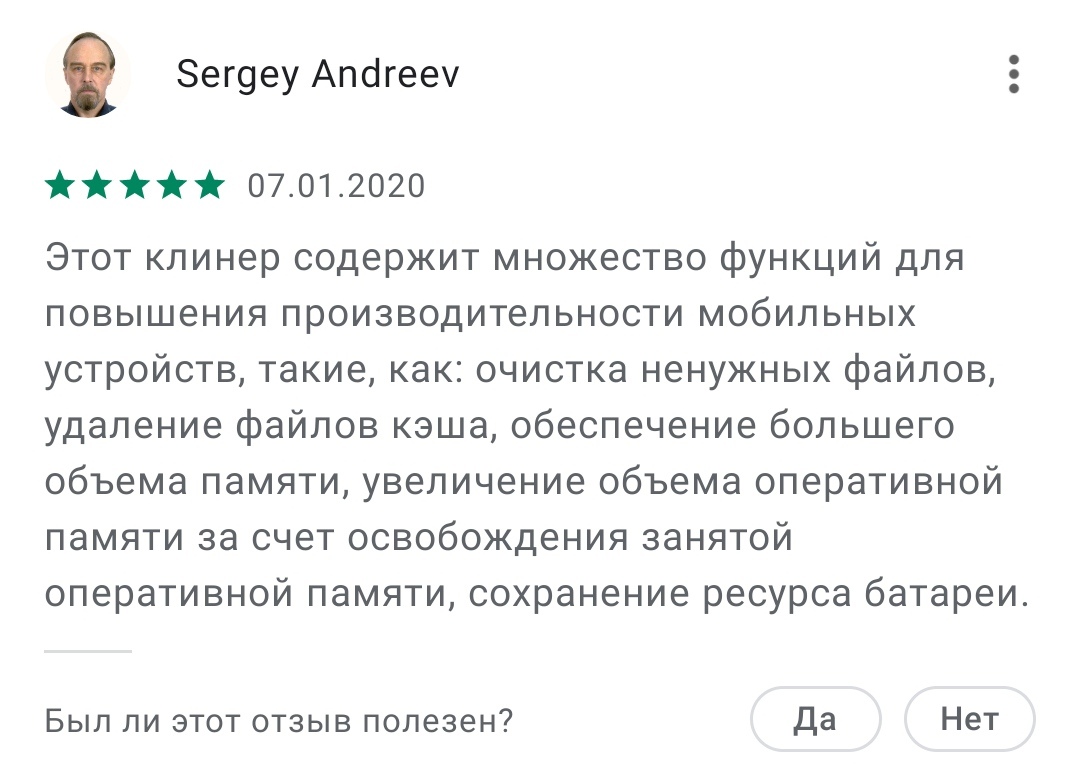 Sergey Andreev
07.01.2020
Этот клинер содержит множество функций для
повышения производительности мобильных
устройств, такие, как: очистка ненужных файлов,
удаление файлов кэша, обеспечение большего
объема памяти, увеличение объема оперативной
памяти за счет освобождения занятой
оперативной памяти, сохранение ресурса батареи.
Был ли этот отзыв полезен?
Да
Нет